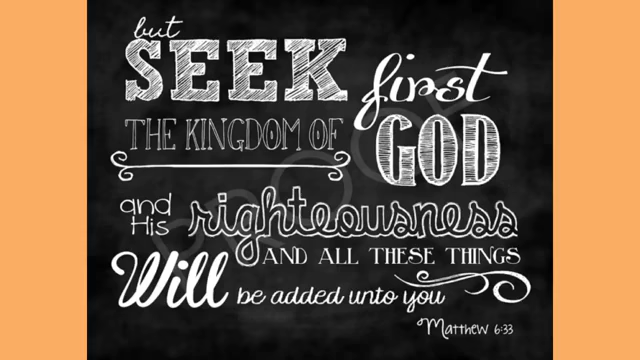 but
SEEK first
THE KINGDOM OF GOD
and His righteousness
AND ALL THESE THINGS
Will be added unto you
Matthew 6:33
PROOF